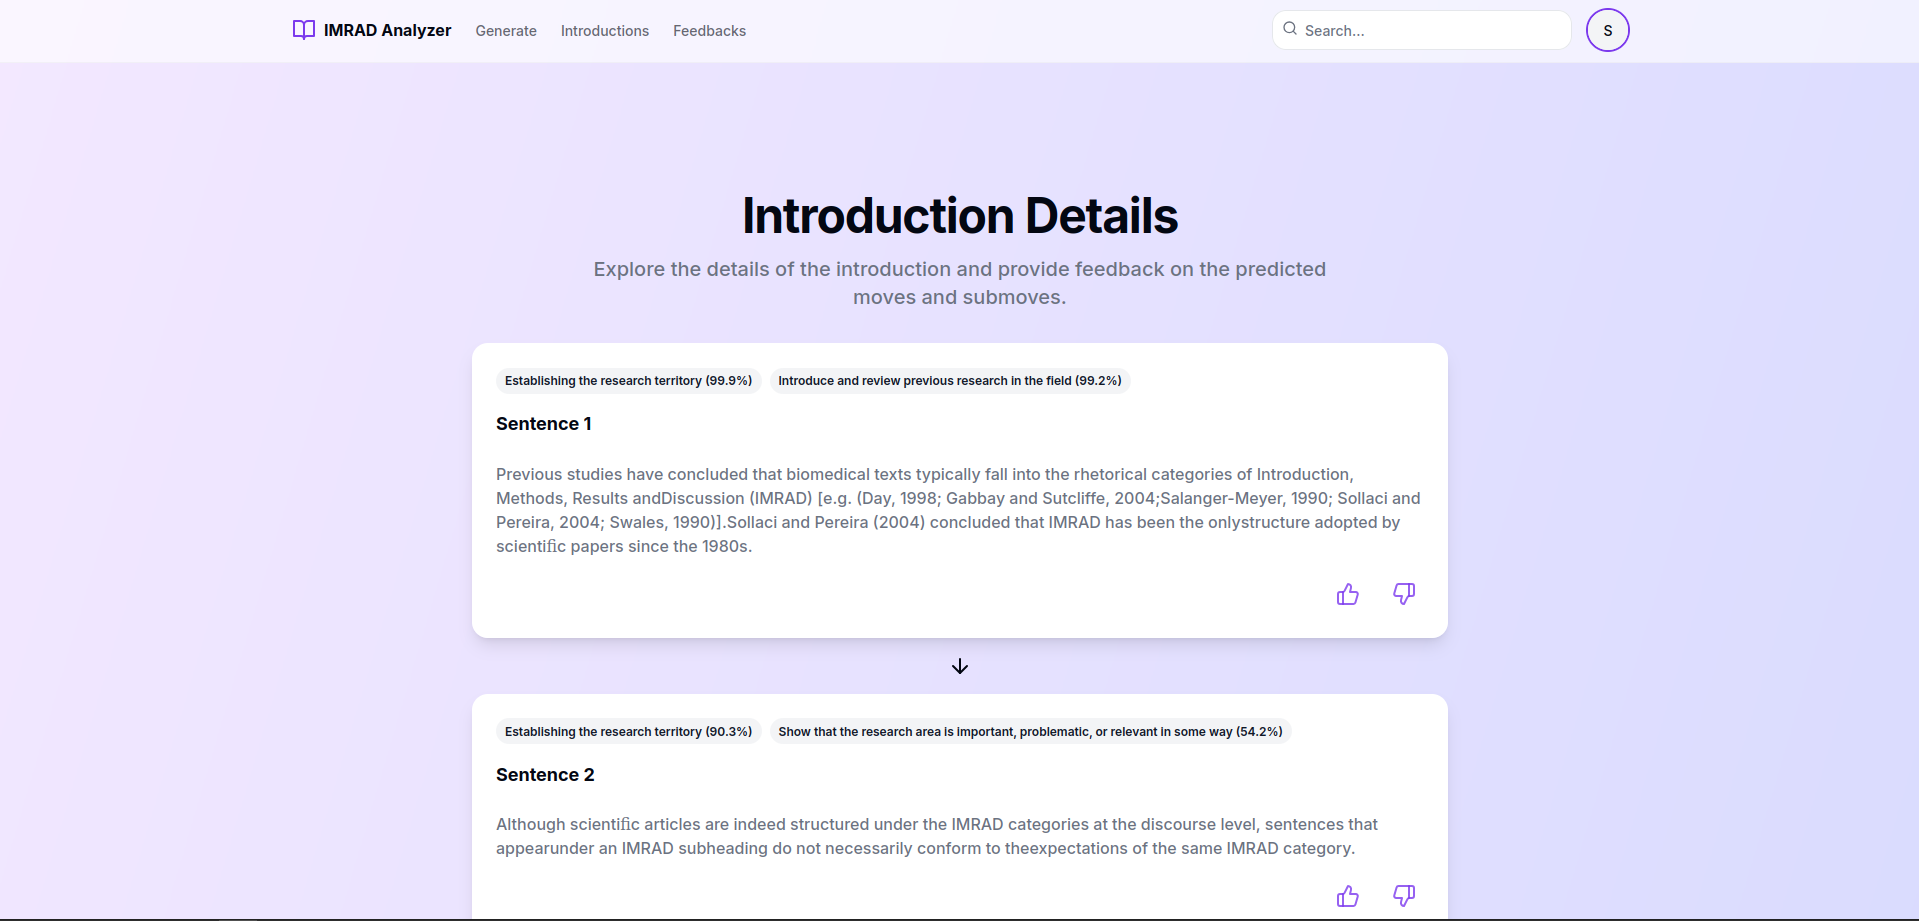 IMRAD Analyzer
Generate
Introductions
Feedbacks
Search...
S
Introduction Details
Explore the details of the introduction and provide feedback on the predicted
moves and submoves.
Establishing the research territory (99.9%)
Introduce and review previous research in the field (99.2%)
Sentence 1
Previous studies have concluded that biomedical texts typically fall into the rhetorical categories of Introduction,
Methods, Results andDiscussion (IMRAD) [e.g. (Day, 1998; Gabbay and Sutcliffe, 2004;Salanger-Meyer, 1990; Sollaci and
Pereira, 2004; Swales, 1990)].Sollaci and Pereira (2004) concluded that IMRAD has been the onlystructure adopted by
scientiﬁc papers since the 1980s.
Establishing the research territory (90.3%)
Show that the research area is important, problematic, or relevant in some way (54.2%)
Sentence 2
Although scientiﬁc articles are indeed structured under the IMRAD categories at the discourse level, sentences that
appearunder an IMRAD subheading do not necessarily conform to theexpectations of the same IMRAD category.